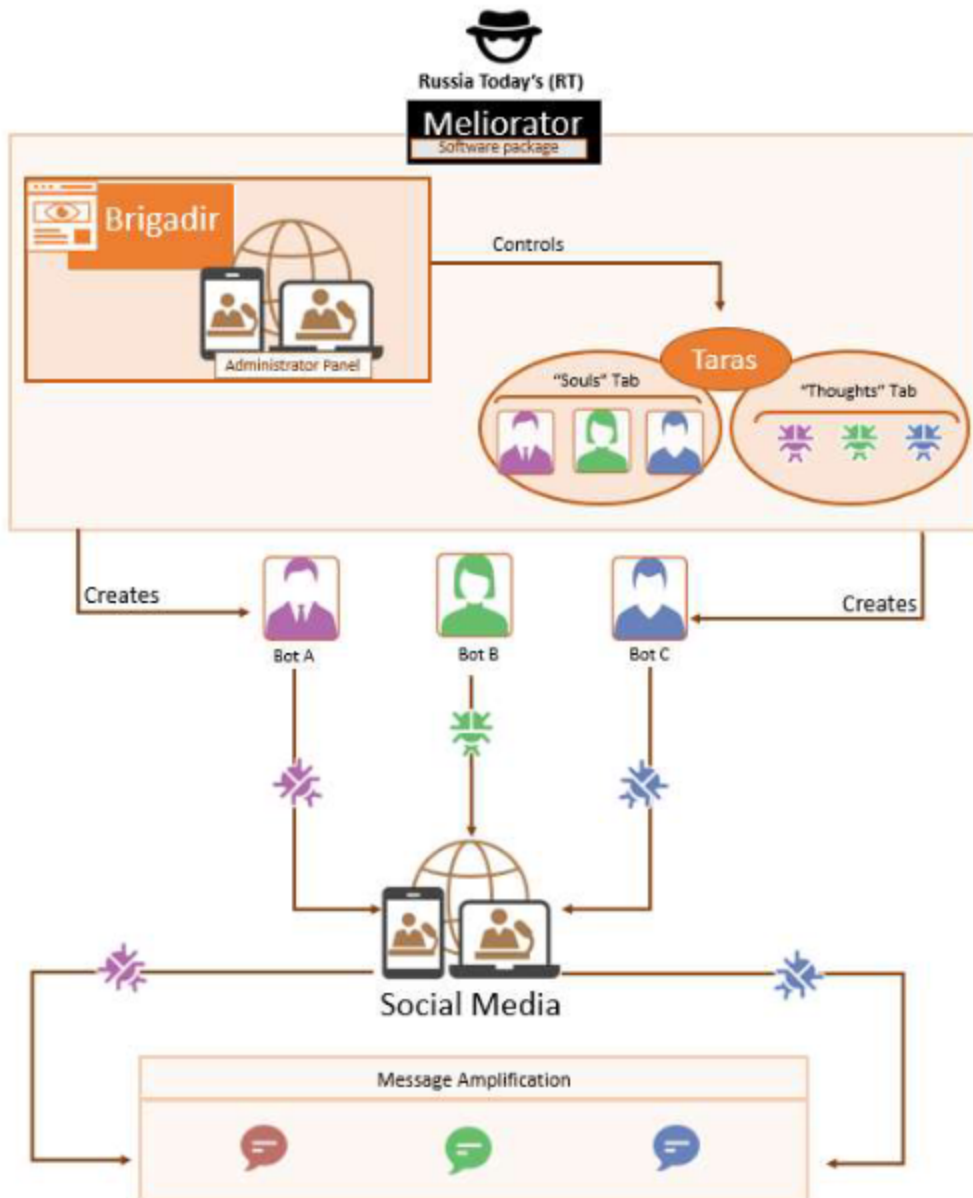 Russia Today's (RT)
Meliorator
Software package
Brigadir
Administrator Panel
Controls
Taras
"Souls" Tab
"Thoughts" Tab
Creates
Creates
Bot A
Bot B
Bot C
Social Media
Message Amplification